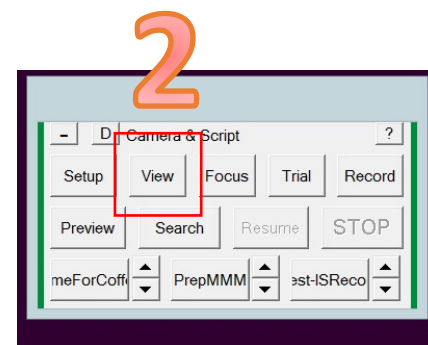 2
- D Camera & Script ?
Setup View Focus Trial Record
Preview Search Resume STOP
meForCoffe PrepMMM est-ISReco